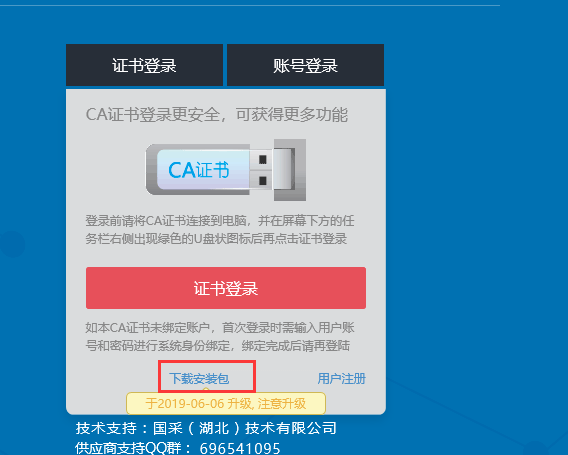 证书登录 账号登录
CA证书登录更安全，可获得更多功能
CA证书
登录前请将CA证书连接到电脑，并在屏幕下方的任
务栏右侧出现绿色的U盘状图标后再点击证书登录
证书登录
如本CA证书未绑定账户，首次登录时需输入用户账
号和密码进行系统身份绑定，绑定完成后请再登陆
下载安装包 用户注册
于2019-06-06 升级, 注意升级
技术支持：国采（湖北）技术有限公司
供应商支持QQ群： 696541095